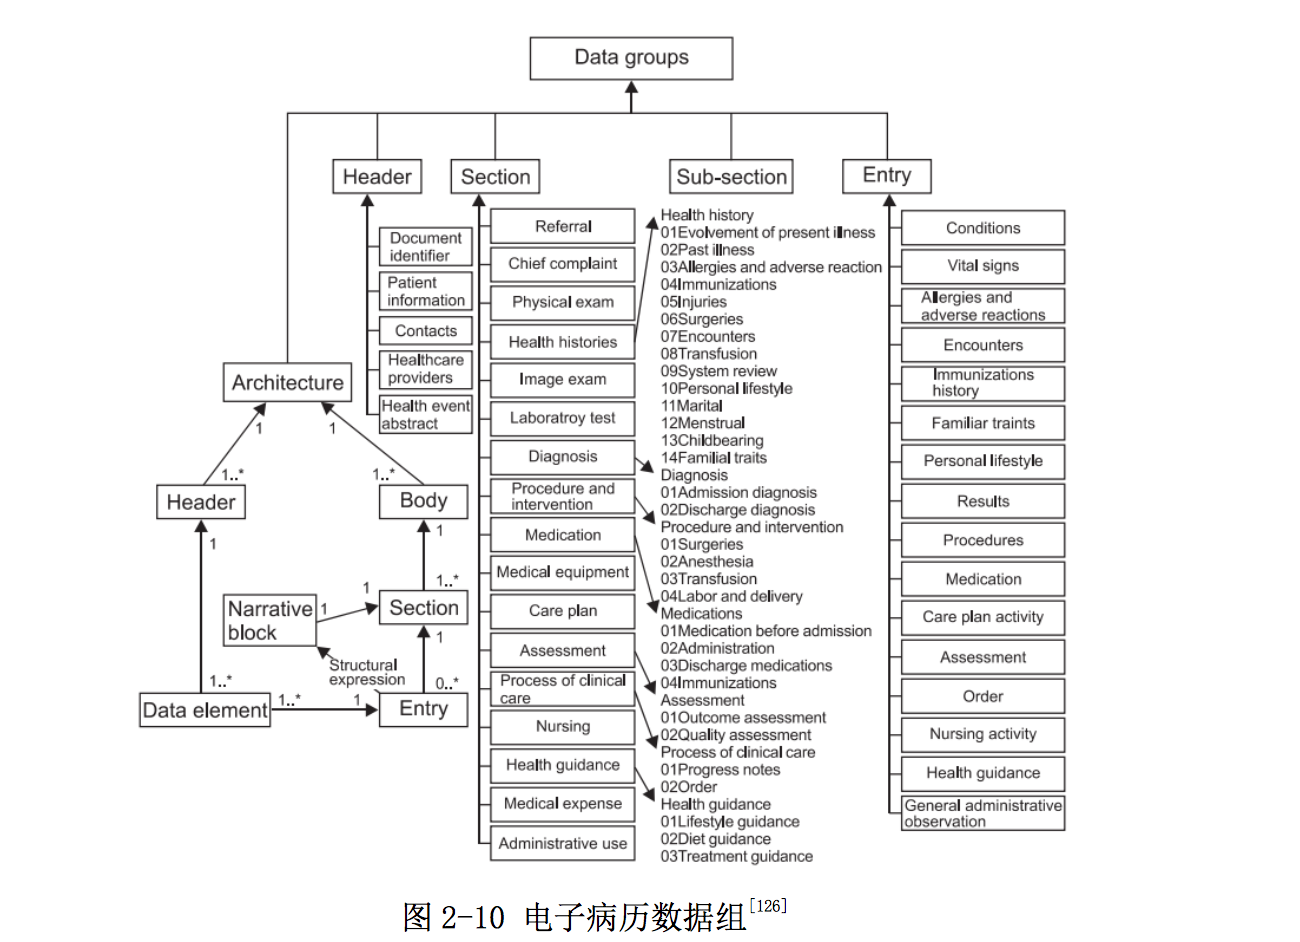 Data groups
Header
Section
Sub-section
Entry
Document
identifier
Patient
information
Contacts
Healthcare
providers
Health event
abstract
Architecture
1
1
1..*
1..*
Header
Body
1
1
1..*
Narrative
block
1
1
Section
1
Structural
expression
1..*
0..*
Data element
1..*
1
Entry
Referral
Chief complaint
Physical exam
Health histories
Image exam
Laboratroy test
Diagnosis
Procedure and
intervention
Medication
Medical equipment
Care plan
Assessment
Process of clinical
care
Nursing
Health guidance
Medical expense
Administrative use
Health history
01Evolvement of present illness
02Past illness
03Allergies and adverse reaction
04Immunizations
05Injuries
06Surgeries
07Encounters
08Transfusion
09System review
10Personal lifestyle
11Marital
12Menstrual
13Childbearing
14Familial traits
Diagnosis
01Admission diagnosis
02Discharge diagnosis
Procedure and intervention
01Surgeries
02Anesthesia
03Transfusion
04Labor and delivery
Medications
01Medication before admission
02Administration
03Discharge medications
04Immunizations
Assessment
01Outcome assessment
02Quality assessment
Process of clinical care
01Progress notes
02Order
Health guidance
01Lifestyle guidance
02Diet guidance
03Treatment guidance
Conditions
Vital signs
Allergies and
adverse reactions
Encounters
Immunizations
history
Familiar traints
Personal lifestyle
Results
Procedures
Medication
Care plan activity
Assessment
Order
Nursing activity
Health guidance
General administrative
observation
图 2-10 电子病历数据组[126]